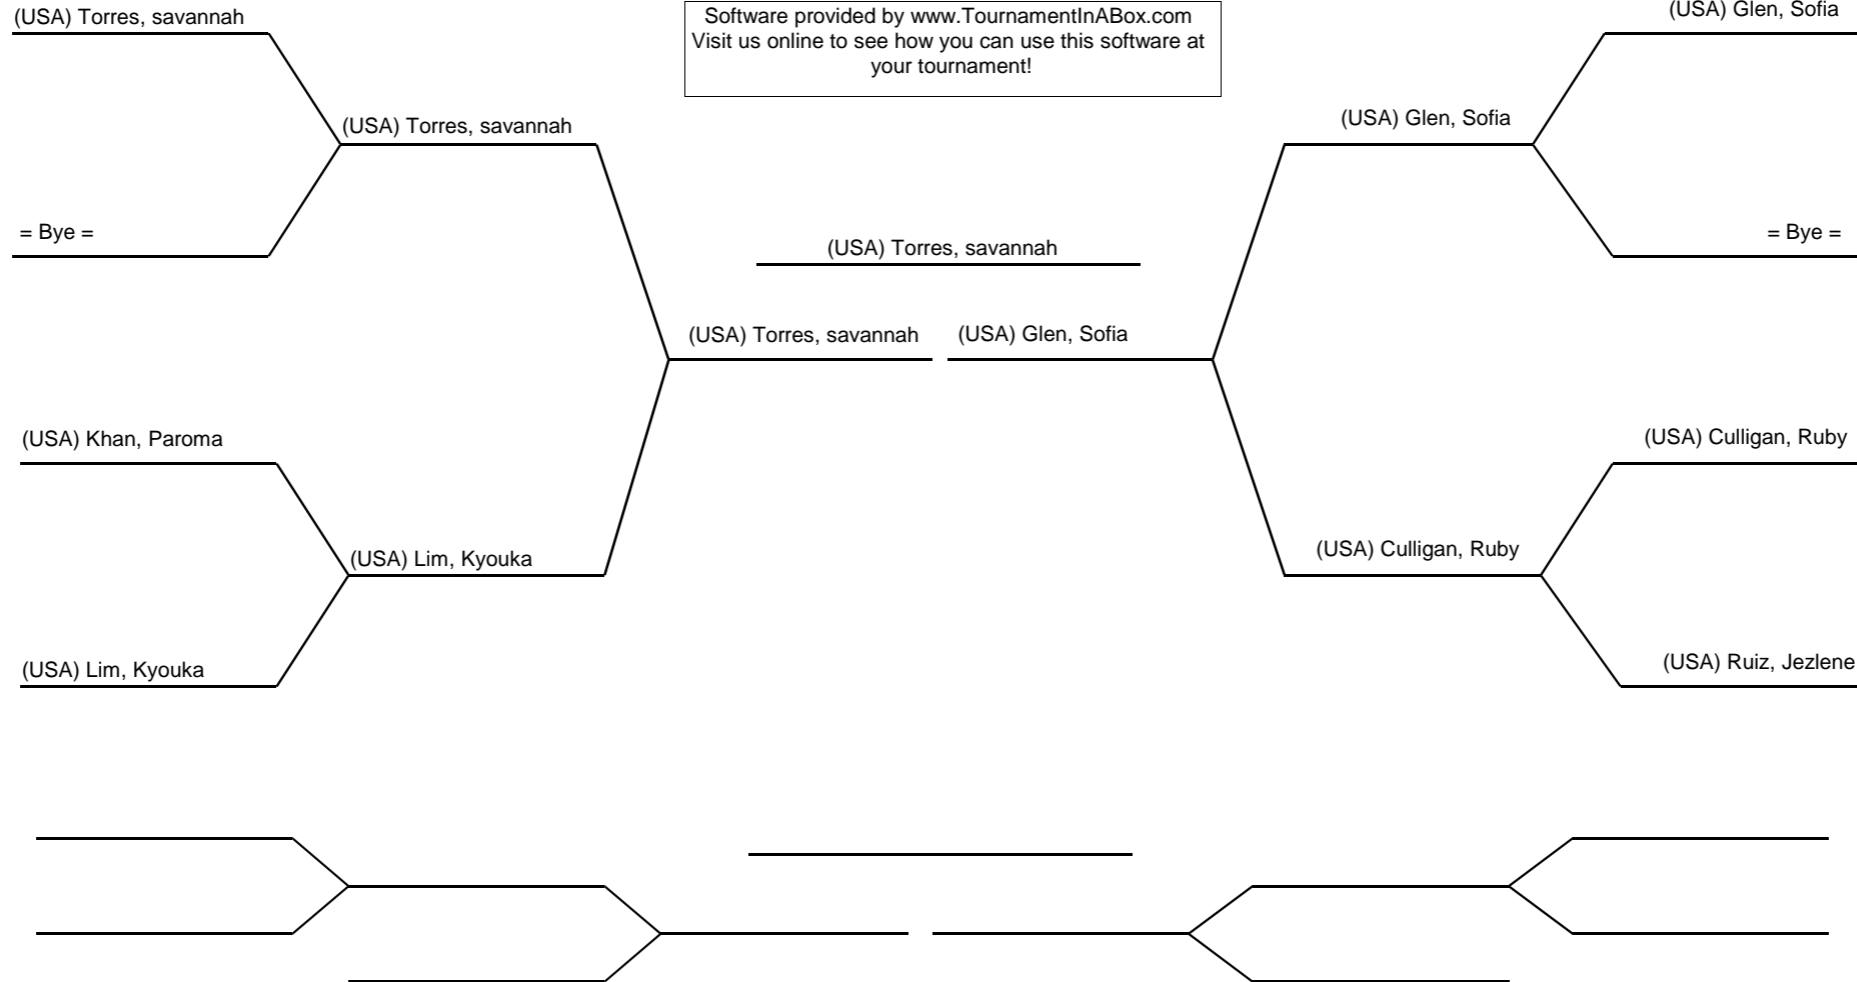 (USA) Torres, savannah
Software provided by www.TournamentInABox.com
Visit us online to see how you can use this software at
your tournament!
(USA) Glen, Sofia
(USA) Torres, savannah
(USA) Glen, Sofia
= Bye =
(USA) Torres, savannah
= Bye =
(USA) Torres, savannah
(USA) Glen, Sofia
(USA) Khan, Paroma
(USA) Culligan, Ruby
(USA) Lim, Kyouka
(USA) Culligan, Ruby
(USA) Lim, Kyouka
(USA) Ruiz, Jezlene